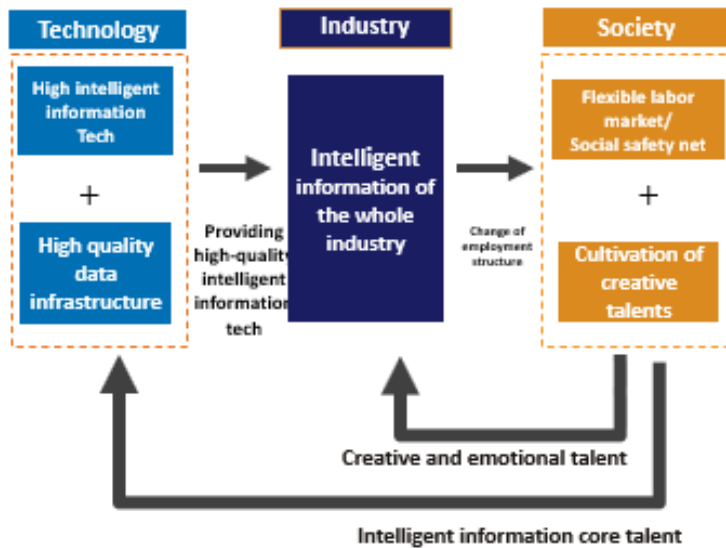 Technology
Industry
Society
High intelligent
information
Tech
+
High quality
data
infrastructure
Providing
high-quality
intelligent
information
tech
Intelligent
information of
the whole
industry
Change of
employment
structure
Flexible labor
market/
Social safety net
+
Cultivation of
creative
talents
Creative and emotional talent
Intelligent information core talent